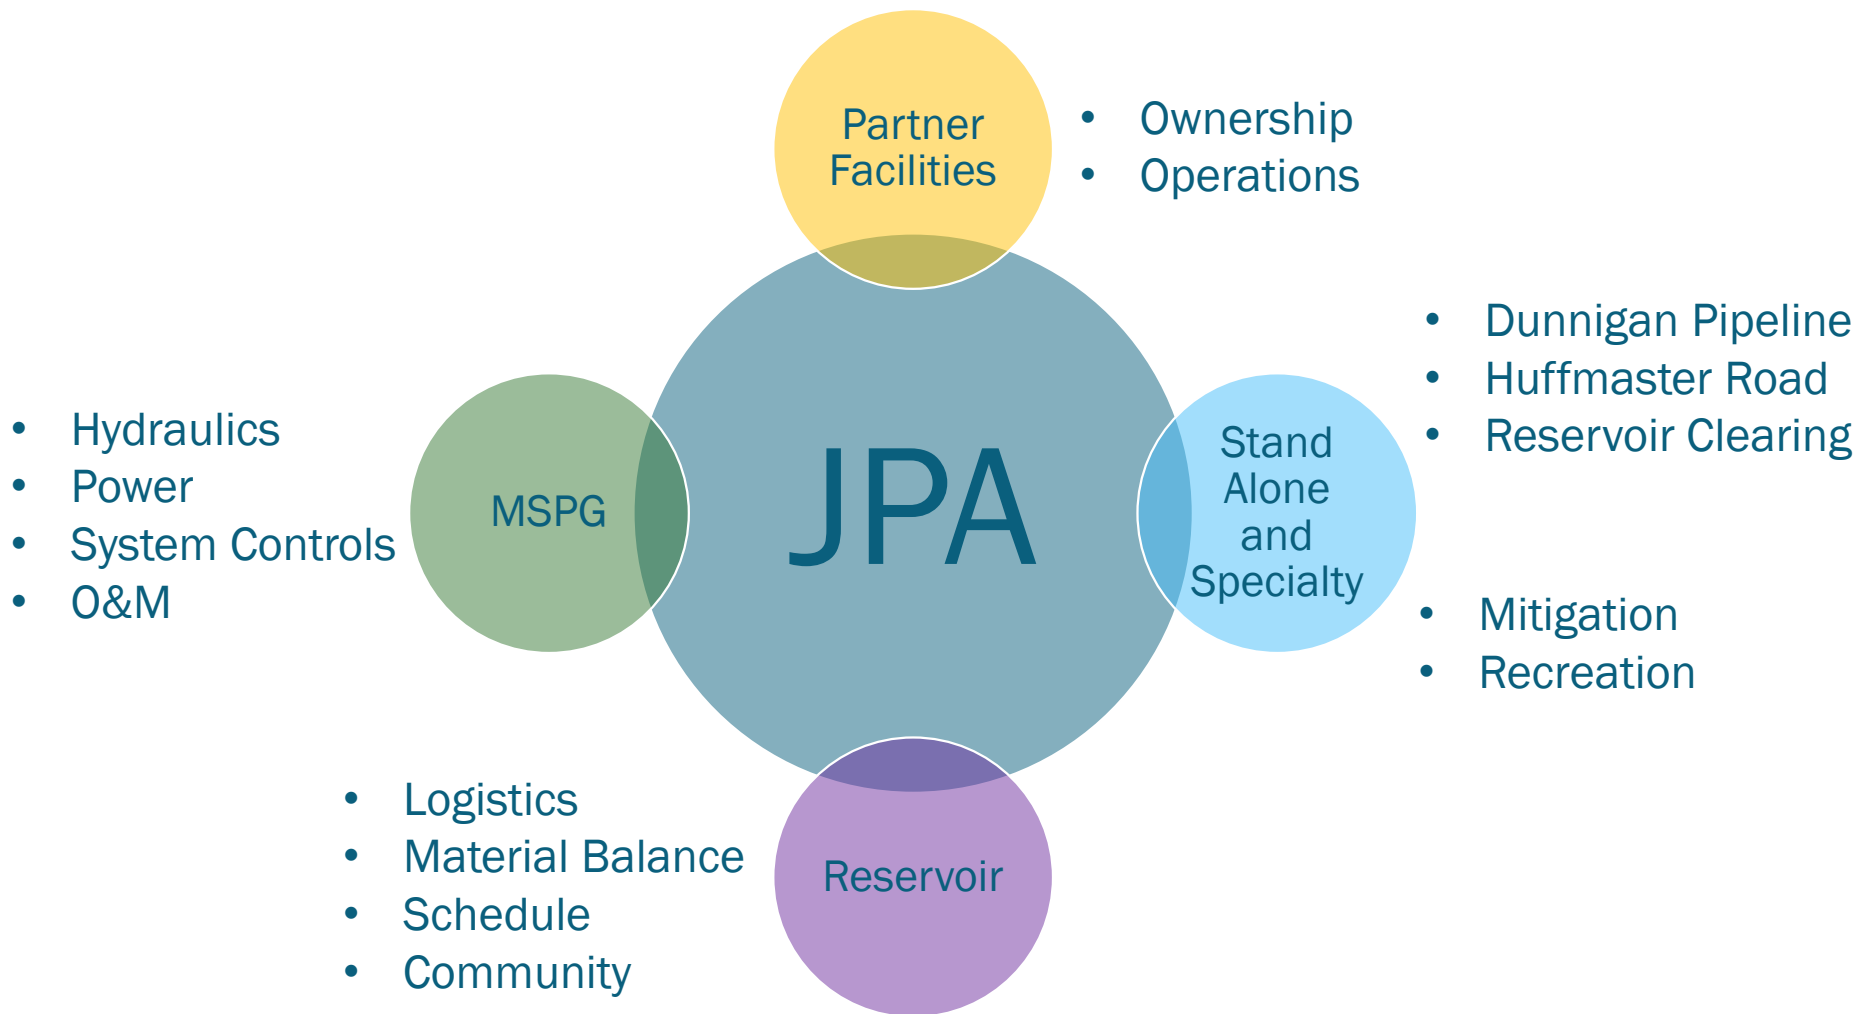 Partner
Facilities
• Ownership
• Operations
• Dunnigan Pipeline
• Huffmaster Road
• Reservoir Clearing
• Hydraulics
• Power
• System Controls
• O&M
MSPG
JPA
Stand
Alone
and
Specialty
• Mitigation
• Recreation
• Logistics
• Material Balance
• Schedule
• Community
Reservoir